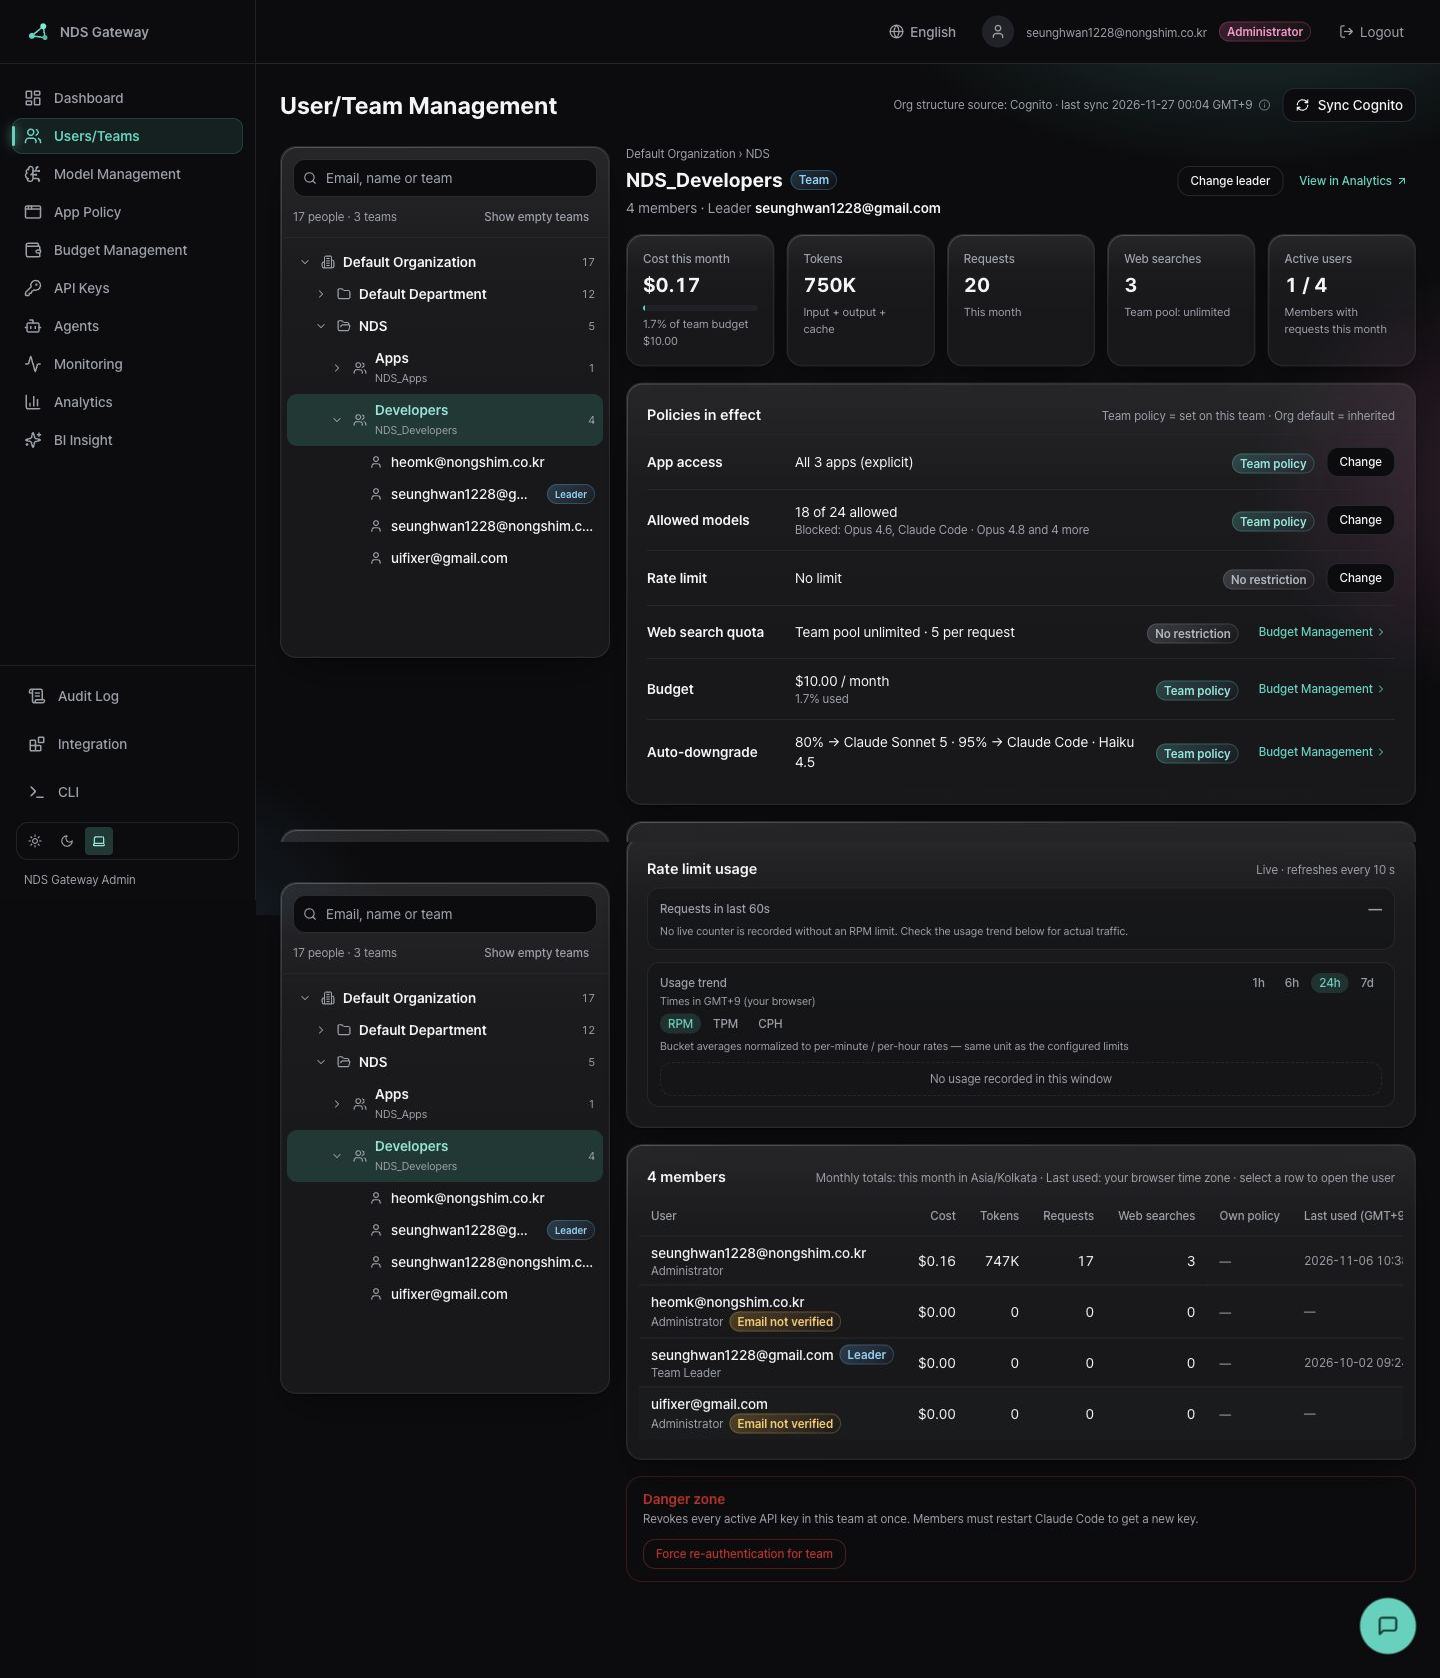 NDS Gateway
English
seunghwan1228@nongshim.co.kr
Administrator
Logout
Dashboard
Users/Teams
Model Management
App Policy
Budget Management
API Keys
Agents
Monitoring
Analytics
BI Insight
Audit Log
Integration
CLI
NDS Gateway Admin
User/Team Management
Org structure source: Cognito · last sync 2026-11-27 00:04 GMT+9
Sync Cognito
Email, name or team
17 people · 3 teams
Show empty teams
Default Organization 17
Default Department 12
NDS 5
Apps
NDS_Apps
1
Developers
NDS_Developers
4
heomk@nongshim.co.kr
seunghwan1228@g... Leader
seunghwan1228@nongshim.c...
uifixer@gmail.com
Default Organization › NDS
NDS_Developers Team
4 members · Leader seunghwan1228@gmail.com
Change leader
View in Analytics
Cost this month
$0.17
1.7% of team budget
$10.00
Tokens
750K
Input + output +
cache
Requests
20
This month
Web searches
3
Team pool: unlimited
Active users
1 / 4
Members with
requests this month
Policies in effect
Team policy = set on this team · Org default = inherited
App access
All 3 apps (explicit)
Team policy
Change
Allowed models
18 of 24 allowed
Blocked: Opus 4.6, Claude Code · Opus 4.8 and 4 more
Team policy
Change
Rate limit
No limit
No restriction
Change
Web search quota
Team pool unlimited · 5 per request
No restriction
Budget Management
Budget
$10.00 / month
1.7% used
Team policy
Budget Management
Auto-downgrade
80% → Claude Sonnet 5 · 95% → Claude Code · Haiku
4.5
Team policy
Budget Management
Email, name or team
17 people · 3 teams
Show empty teams
Default Organization 17
Default Department 12
NDS 5
Apps
NDS_Apps
1
Developers
NDS_Developers
4
heomk@nongshim.co.kr
seunghwan1228@g... Leader
seunghwan1228@nongshim.c...
uifixer@gmail.com
Rate limit usage
Live · refreshes every 10 s
Requests in last 60s —
No live counter is recorded without an RPM limit. Check the usage trend below for actual traffic.
Usage trend
1h 6h 24h 7d
Times in GMT+9 (your browser)
RPM TPM CPH
Bucket averages normalized to per-minute / per-hour rates — same unit as the configured limits
No usage recorded in this window
4 members
Monthly totals: this month in Asia/Kolkata · Last used: your browser time zone · select a row to open the user
User Cost Tokens Requests Web searches Own policy Last used (GMT+9
seunghwan1228@nongshim.co.kr
Administrator
$0.16 747K 17 3 — 2026-11-06 10:3
heomk@nongshim.co.kr
Administrator Email not verified
$0.00 0 0 0 — —
seunghwan1228@gmail.com Leader
Team Leader
$0.00 0 0 0 — 2026-10-02 09:2
uifixer@gmail.com
Administrator Email not verified
$0.00 0 0 0 — —
Danger zone
Revokes every active API key in this team at once. Members must restart Claude Code to get a new key.
Force re-authentication for team